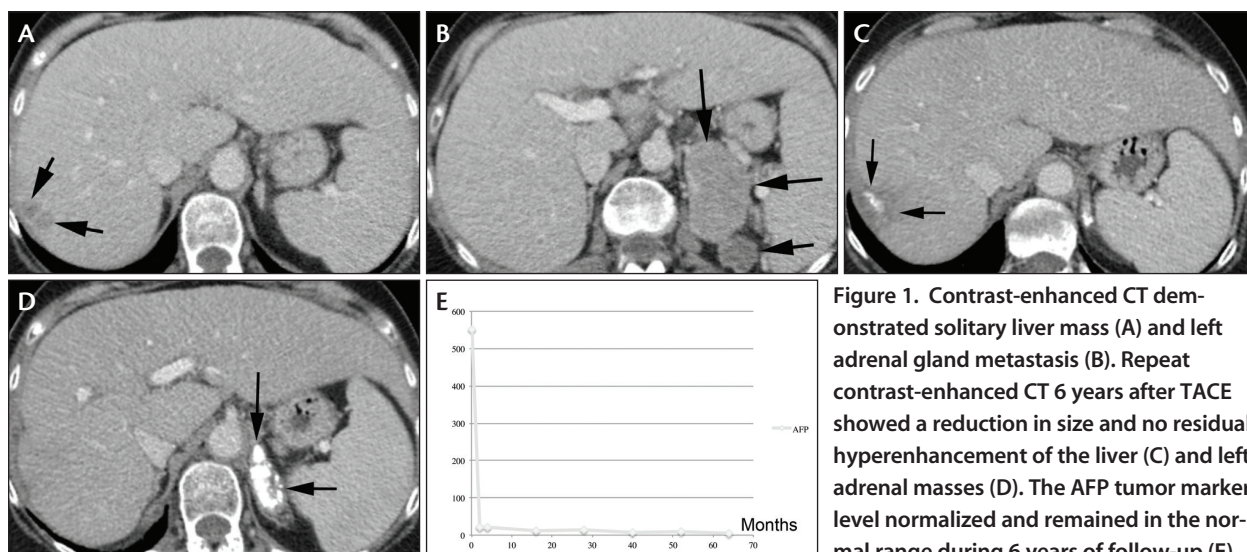 A
B
C
D
E
600
500
400
300
200
100
0
0
10
20
30
40
50
60
70
Months
AFP
Figure 1. Contrast-enhanced CT dem-
onstrated solitary liver mass (A) and left
adrenal gland metastasis (B). Repeat
contrast-enhanced CT 6 years after TACE
showed a reduction in size and no residual
hyperenhancement of the liver (C) and left
adrenal masses (D). The AFP tumor marker
level normalized and remained in the nor-
mal range during 6 years of follow-up (E).